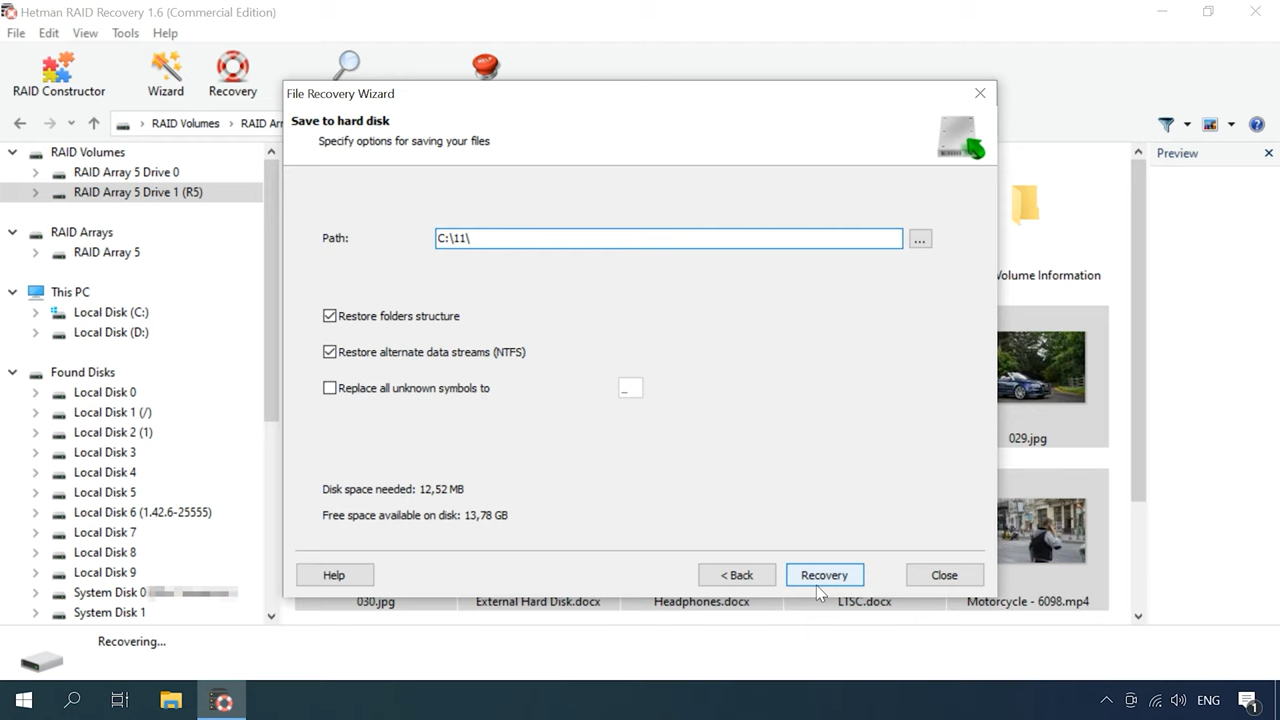 Hetman RAID Recovery 1.6 (Commercial Edition)
File Edit View Tools Help
RAID Constructor
Wizard
Recovery
HELP
RAID Volumes
RAID Arr
RAID Volumes
RAID Array 5 Drive 0
RAID Array 5 Drive 1 (R5)
RAID Arrays
RAID Array 5
This PC
Local Disk (C:)
Local Disk (D:)
Found Disks
Local Disk 0
Local Disk 1 (/)
Local Disk 2 (1)
Local Disk 3
Local Disk 4
Local Disk 5
Local Disk 6 (1.42.6-25555)
Local Disk 7
Local Disk 8
Local Disk 9
System Disk 0
System Disk 1
File Recovery Wizard
Save to hard disk
Specify options for saving your files
Path:
C:\11\
...
Restore folders structure
Restore alternate data streams (NTFS)
Replace all unknown symbols to
_
Disk space needed: 12,52 MB
Free space available on disk: 13,78 GB
Help
< Back
Recovery
Close
Preview
Volume Information
029.jpg
030.jpg
External Hard Disk.docx
Headphones.docx
LTSC.docx
Motorcycle - 6098.mp4
Recovering...
ENG
1